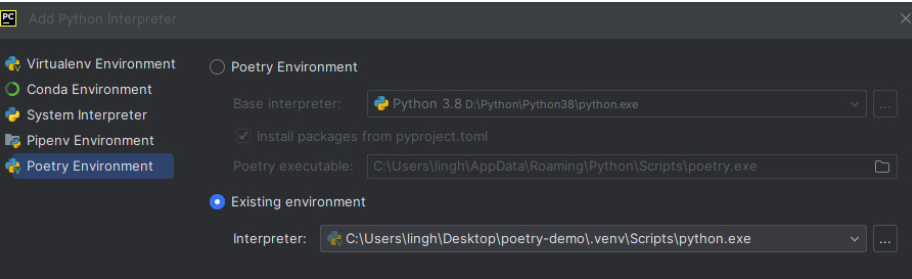 PC Add Python Interpreter
Virtualenv Environment
Conda Environment
System Interpreter
Pipenv Environment
Poetry Environment
Poetry Environment
Base interpreter: Python 3.8 D:\Python\Python38\python.exe ...
Install packages from pyproject.toml
Poetry executable: C:\Users\lingh\AppData\Roaming\Python\Scripts\poetry.exe
Existing environment
Interpreter: C:\Users\lingh\Desktop\poetry-demo\.venv\Scripts\python.exe ...